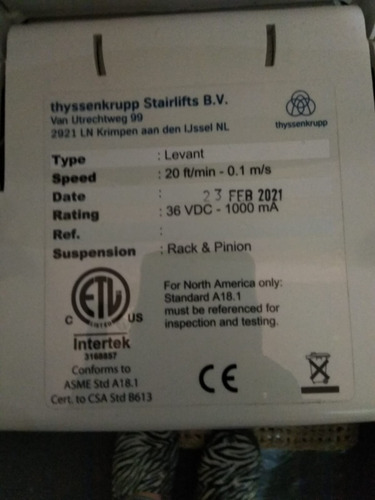 thyssenkrupp Stairlifts B.V.
Van Utrechtweg 99
2921 LN Krimpen aan den IJssel NL
thyssenkrupp
Type : Levant
Speed : 20 ft/min - 0.1 m/s
Date : 23 FEB 2021
Rating : 36 VDC - 1000 mA
Ref. :
Suspension : Rack & Pinion
ETL
LISTED
C US
Intertek
3168857
Conforms to
ASME Std A18.1
Cert. to CSA Std B613
For North America only:
Standard A18.1
must be referenced for
inspection and testing.
CE